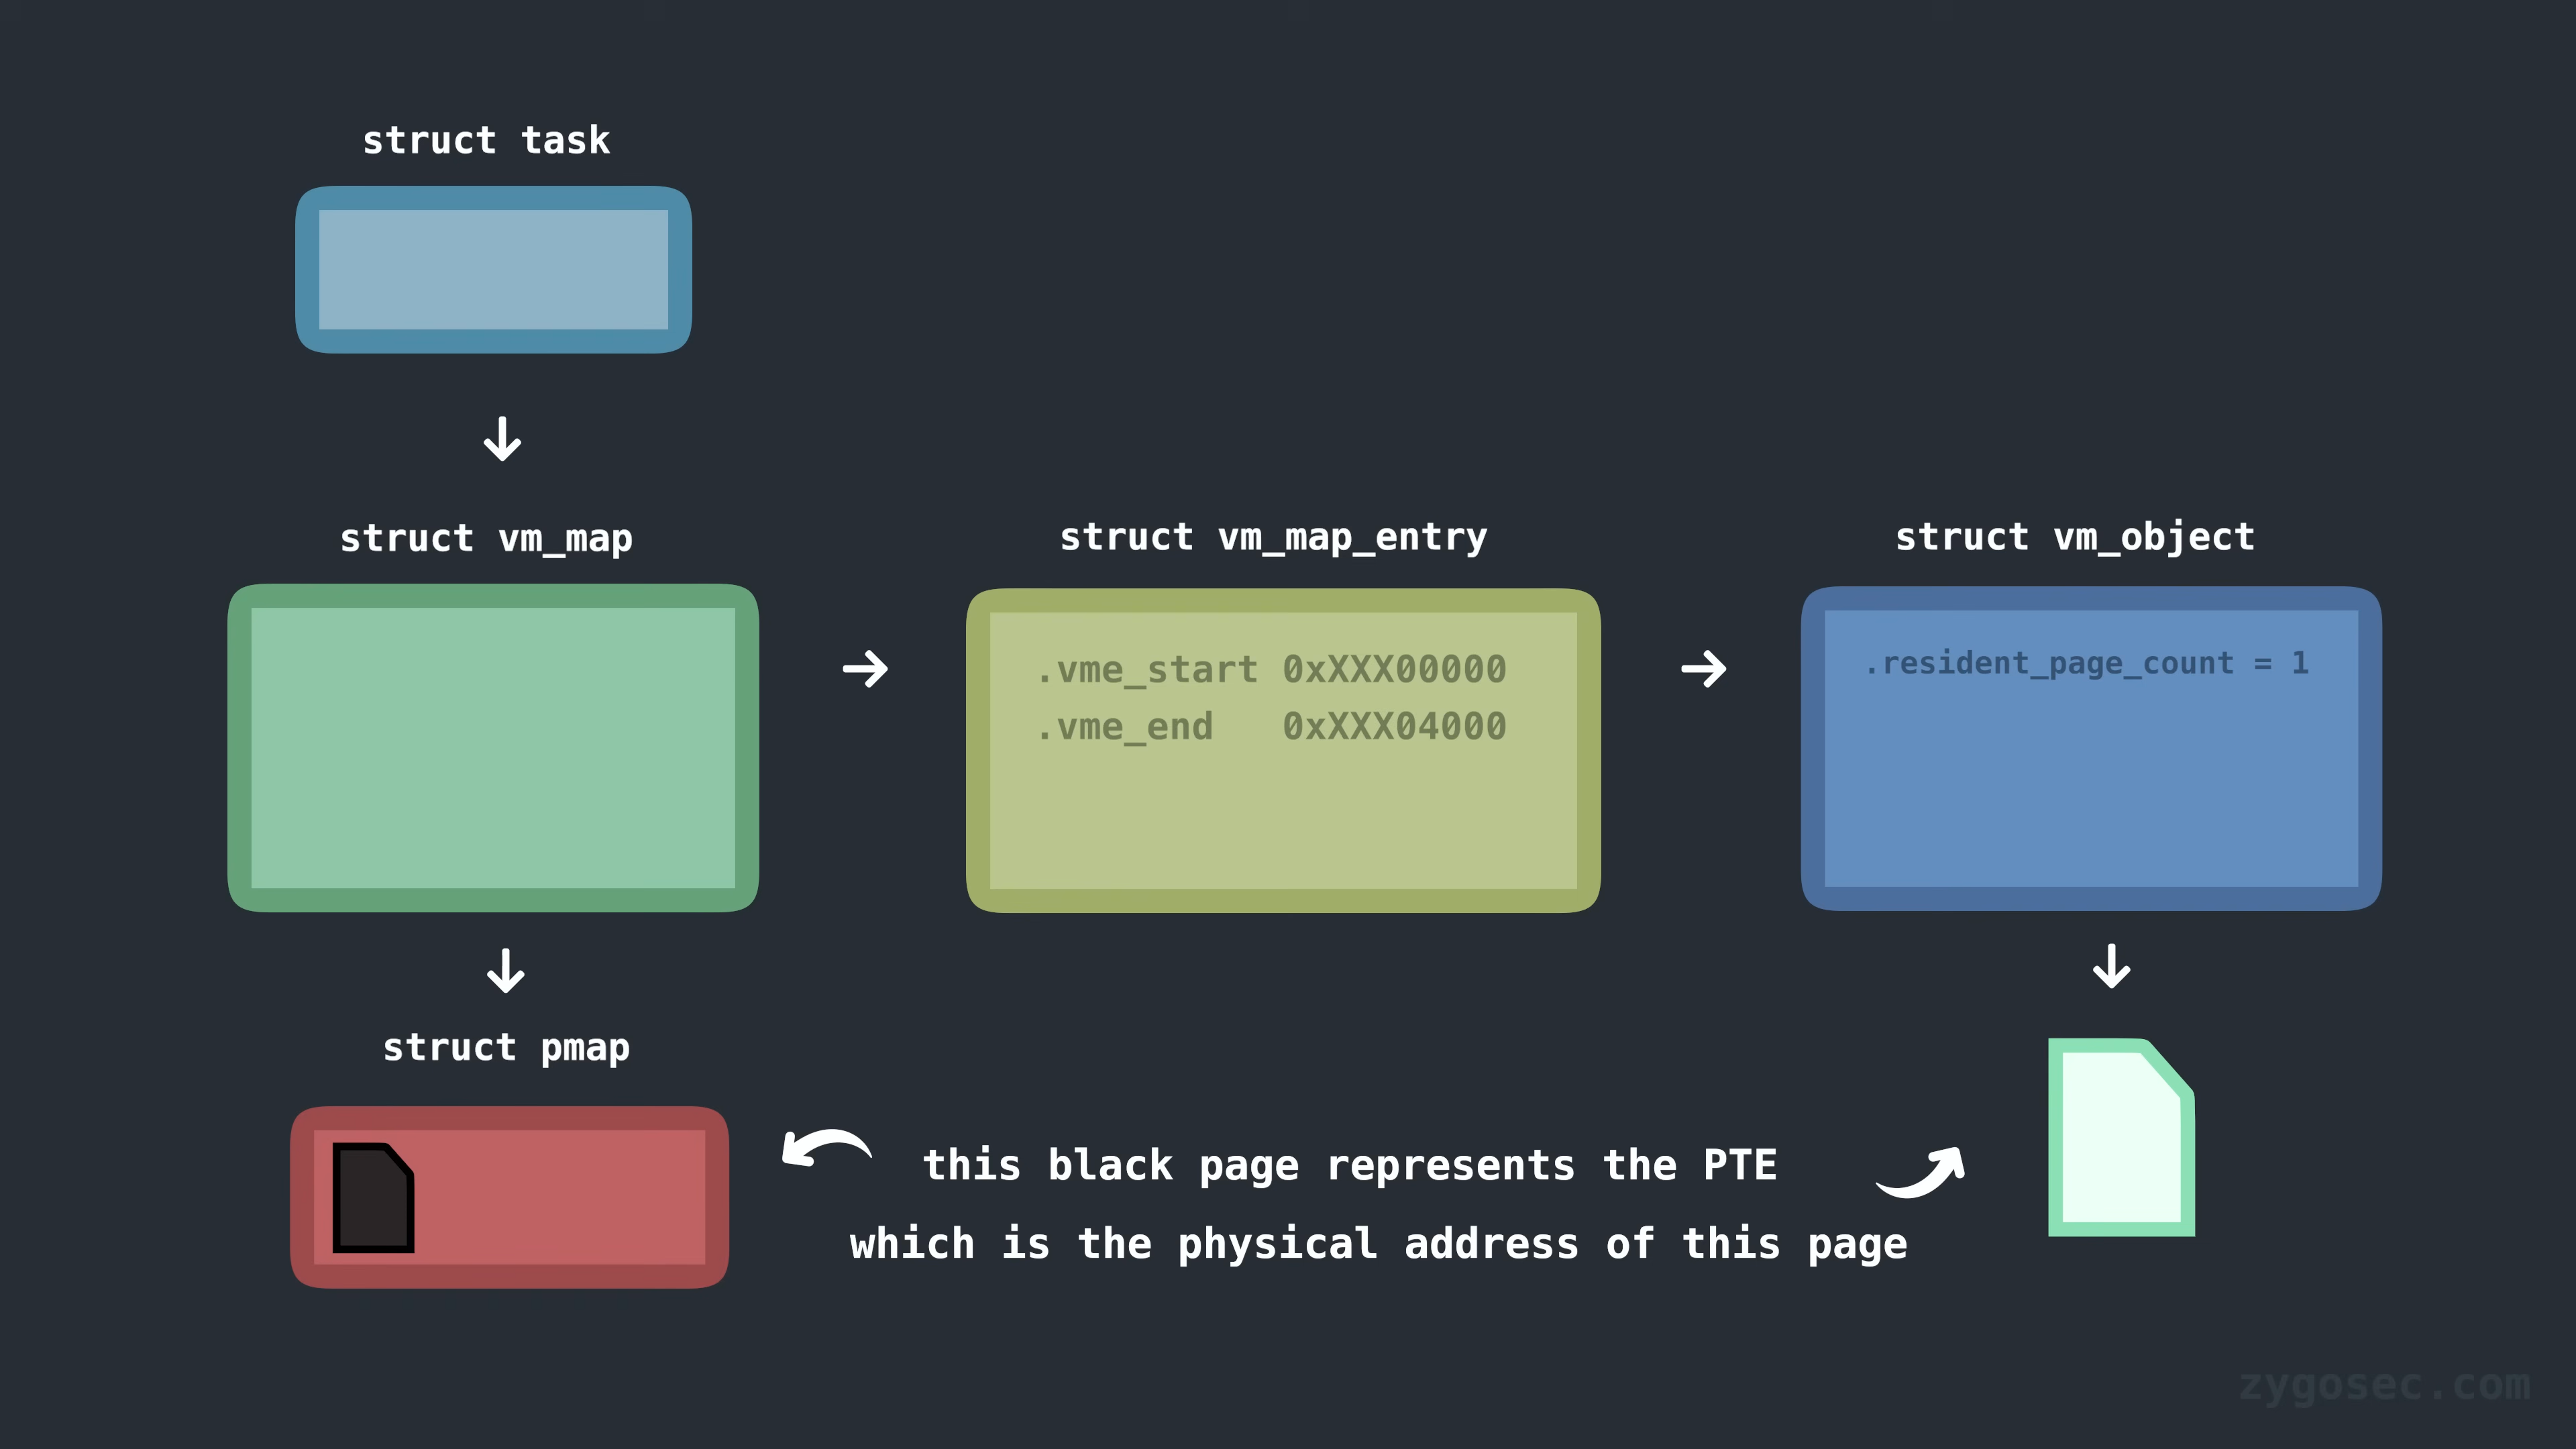 struct task
struct vm_map
struct vm_map_entry
.vme_start 0xXXX00000
.vme_end 0xXXX04000
struct vm_object
.resident_page_count = 1
struct pmap
this black page represents the PTE
which is the physical address of this page
zygosec.com